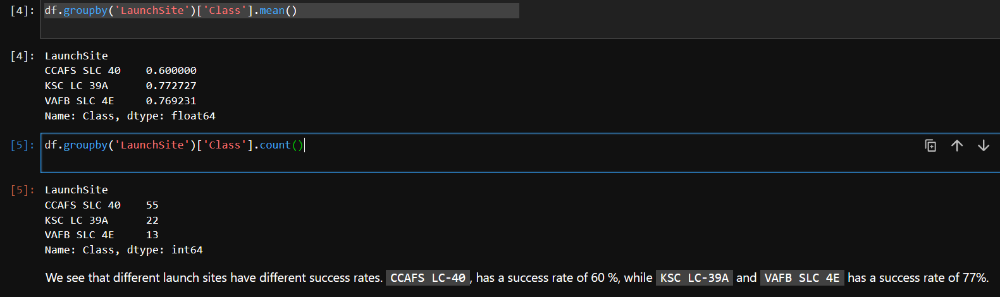 [4]: df.groupby('LaunchSite')['Class'].mean()
[4]: LaunchSite
CCAFS SLC 40    0.600000
KSC LC 39A      0.772727
VAFB SLC 4E     0.769231
Name: Class, dtype: float64
[5]: df.groupby('LaunchSite')['Class'].count()
[5]: LaunchSite
CCAFS SLC 40    55
KSC LC 39A      22
VAFB SLC 4E     13
Name: Class, dtype: int64
We see that different launch sites have different success rates. CCAFS LC-40 , has a success rate of 60 %, while KSC LC-39A and VAFB SLC 4E has a success rate of 77%.